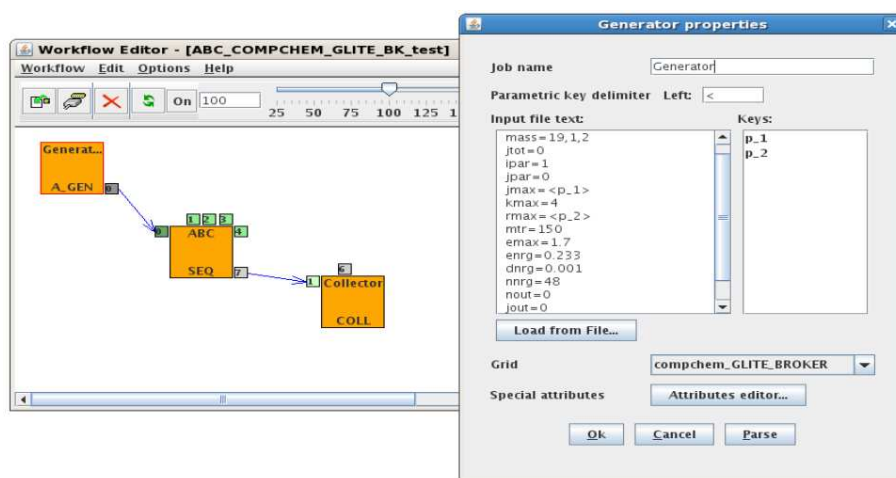 Workflow Editor - [ABC_COMPCHEM_GLITE_BK_test]
Workflow Edit Options Help
On 100
25 50 75 100 125 1
Generat...
A_GEN 0
1 2 3
0 ABC 4
SEQ 7
6
1 Collector
COLL
Generator properties
Job name Generator
Parametric key delimiter Left: <
Input file text: Keys:
mass=19,1,2
jtot=0
ipar=1
jpar=0
jmax=<p_1>
kmax=4
rmax=<p_2>
mtr=150
emax=1.7
enrg=0.233
dnrg=0.001
nnrg=48
nout=0
jout=0
p_1
p_2
Load from File...
Grid compchem_GLITE_BROKER
Special attributes Attributes editor...
Ok Cancel Parse